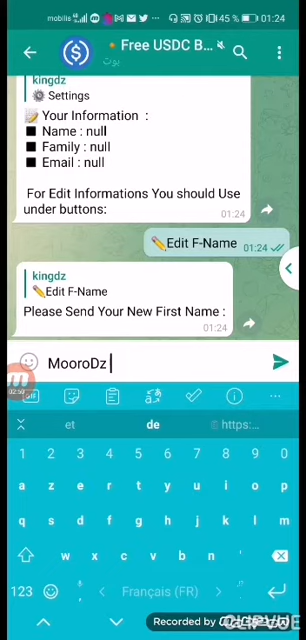 mobilis 45 % 01:24
Free USDC B...
بوت
kingdz
⚙️ Settings
📝 Your Information :
◼ Name : null
◼ Family : null
◼ Email : null
For Edit Informations You should Use
under buttons:
01:24
✏️Edit F-Name 01:24
kingdz
✏️Edit F-Name
Please Send Your New First Name :
01:24
MooroDz
GIF
et de https:...
1 2 3 4 5 6 7 8 9 0
a z e r t y u i o p
q s d f g h j k l m
w x c v b n '
123 , Français (FR) .
Recorded by